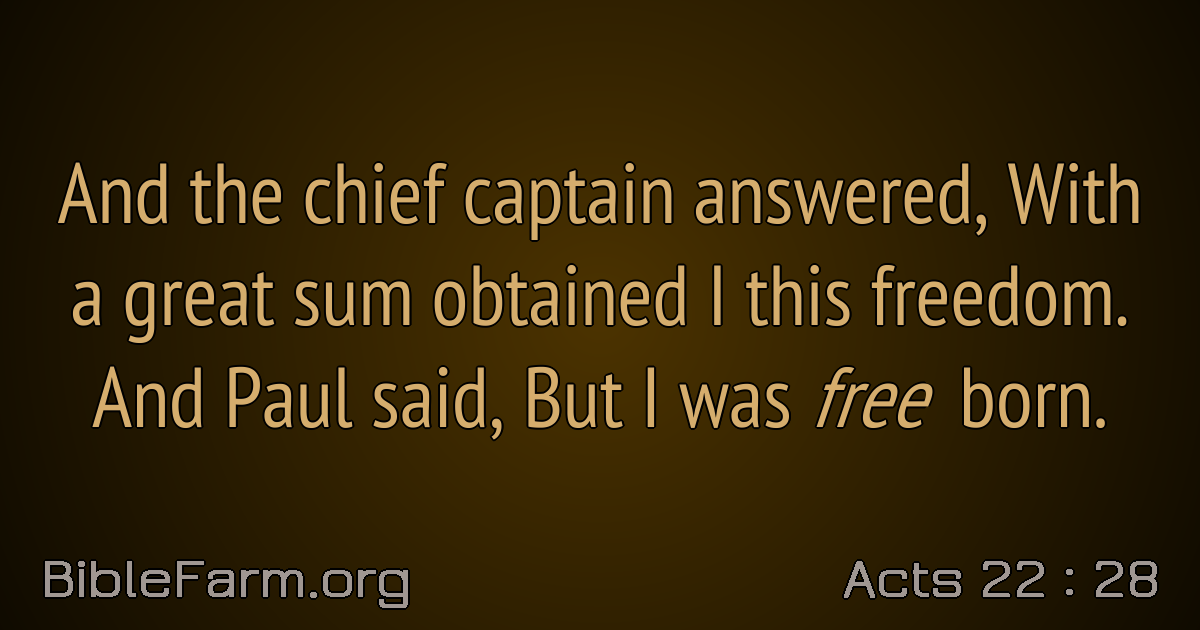 And the chief captain answered, With
a great sum obtained I this freedom.
And Paul said, But I was free born.
BibleFarm.org
Acts 22 : 28